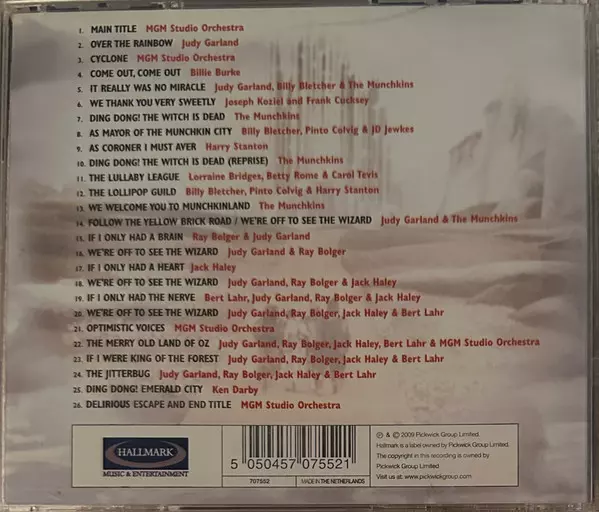 1. MAIN TITLE MGM Studio Orchestra
2. OVER THE RAINBOW Judy Garland
3. CYCLONE MGM Studio Orchestra
4. COME OUT, COME OUT Billie Burke
5. IT REALLY WAS NO MIRACLE Judy Garland, Billy Bletcher & The Munchkins
6. WE THANK YOU VERY SWEETLY Joseph Koziel and Frank Cucksey
7. DING DONG! THE WITCH IS DEAD The Munchkins
8. AS MAYOR OF THE MUNCHKIN CITY Billy Bletcher, Pinto Colvig & JD Jewkes
9. AS CORONER I MUST AVER Harry Stanton
10. DING DONG! THE WITCH IS DEAD (REPRISE) The Munchkins
11. THE LULLABY LEAGUE Lorraine Bridges, Betty Rome & Carol Tevis
12. THE LOLLIPOP GUILD Billy Bletcher, Pinto Colvig & Harry Stanton
13. WE WELCOME YOU TO MUNCHKINLAND The Munchkins
14. FOLLOW THE YELLOW BRICK ROAD / WE'RE OFF TO SEE THE WIZARD Judy Garland & The Munchkins
15. IF I ONLY HAD A BRAIN Ray Bolger & Judy Garland
16. WE'RE OFF TO SEE THE WIZARD Judy Garland & Ray Bolger
17. IF I ONLY HAD A HEART Jack Haley
18. WE'RE OFF TO SEE THE WIZARD Judy Garland, Ray Bolger & Jack Haley
19. IF I ONLY HAD THE NERVE Bert Lahr, Judy Garland, Ray Bolger & Jack Haley
20. WE'RE OFF TO SEE THE WIZARD Judy Garland, Ray Bolger, Jack Haley & Bert Lahr
21. OPTIMISTIC VOICES MGM Studio Orchestra
22. THE MERRY OLD LAND OF OZ Judy Garland, Ray Bolger, Jack Haley, Bert Lahr & MGM Studio Orchestra
23. IF I WERE KING OF THE FOREST Judy Garland, Ray Bolger, Jack Haley & Bert Lahr
24. THE JITTERBUG Judy Garland, Ray Bolger, Jack Haley & Bert Lahr
25. DING DONG! EMERALD CITY Ken Darby
26. DELIRIOUS ESCAPE AND END TITLE MGM Studio Orchestra
HALLMARK
MUSIC & ENTERTAINMENT
5 050457 075521
707552
MADE IN THE NETHERLANDS
℗ & © 2009 Pickwick Group Limited.
Hallmark is a label owned by Pickwick Group Limited.
The copyright in this recording is owned by
Pickwick Group Limited.
Visit us at: www.pickwickgroup.com